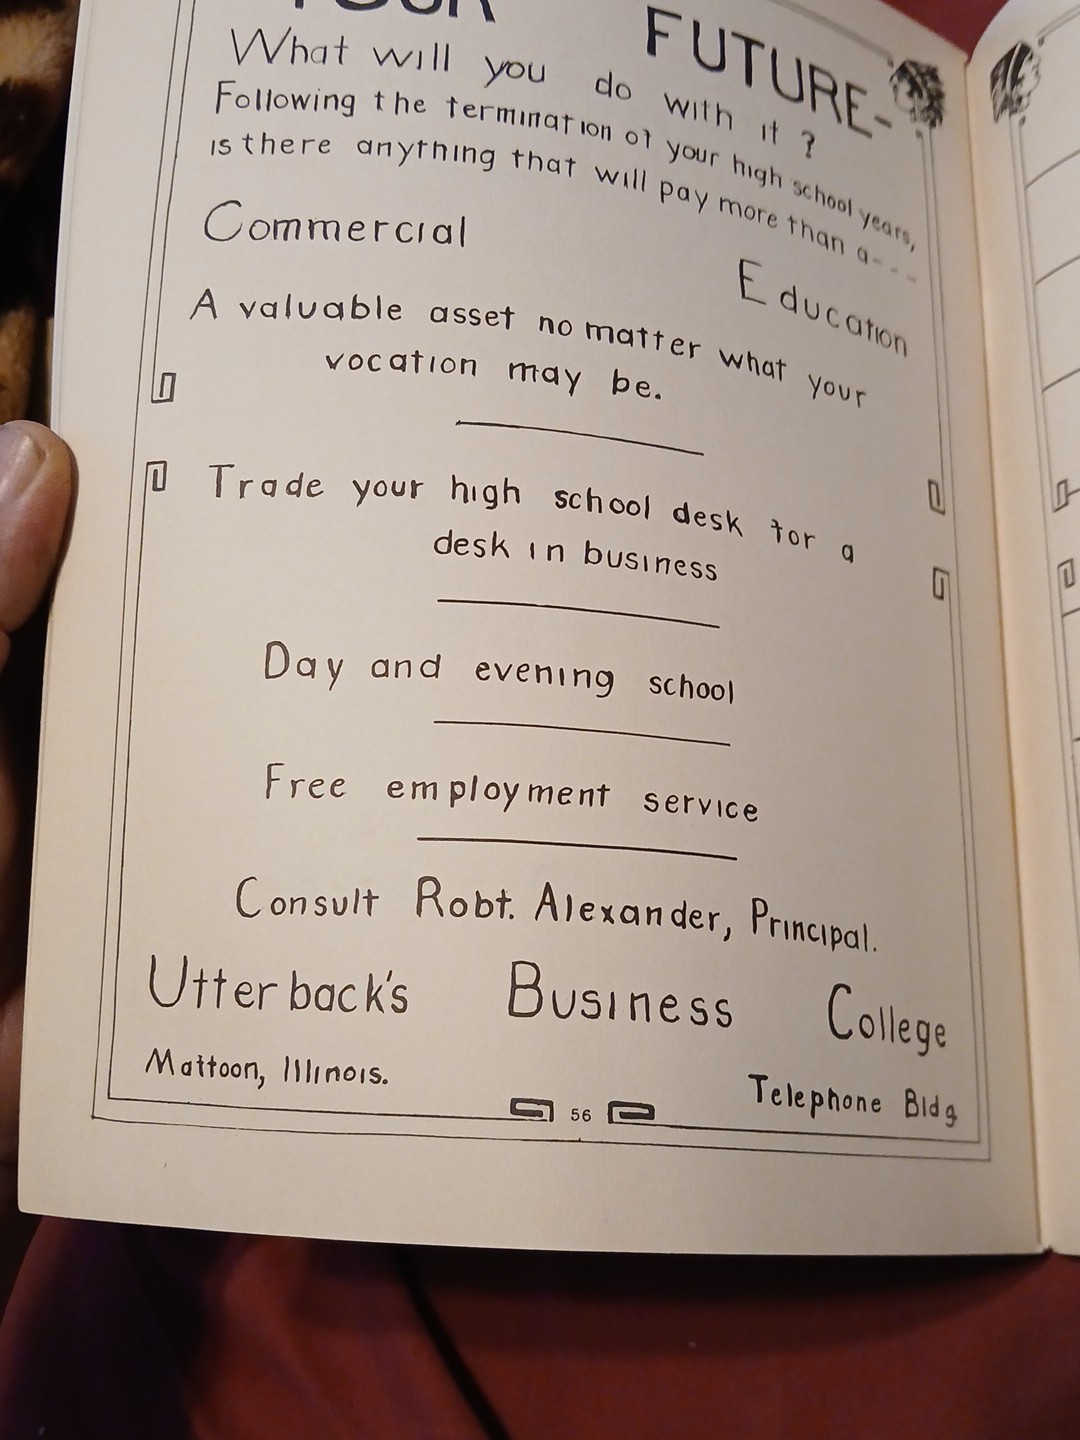 YOUR FUTURE-
What will you do with it ?
Following the termination of your high school years,
is there anything that will pay more than a---
Commercial Education
A valuable asset no matter what your
vocation may be.
Trade your high school desk for a
desk in business
Day and evening school
Free employment service
Consult Robt. Alexander, Principal.
Utterback's Business College
Mattoon, Illinois. Telephone Bldg
56